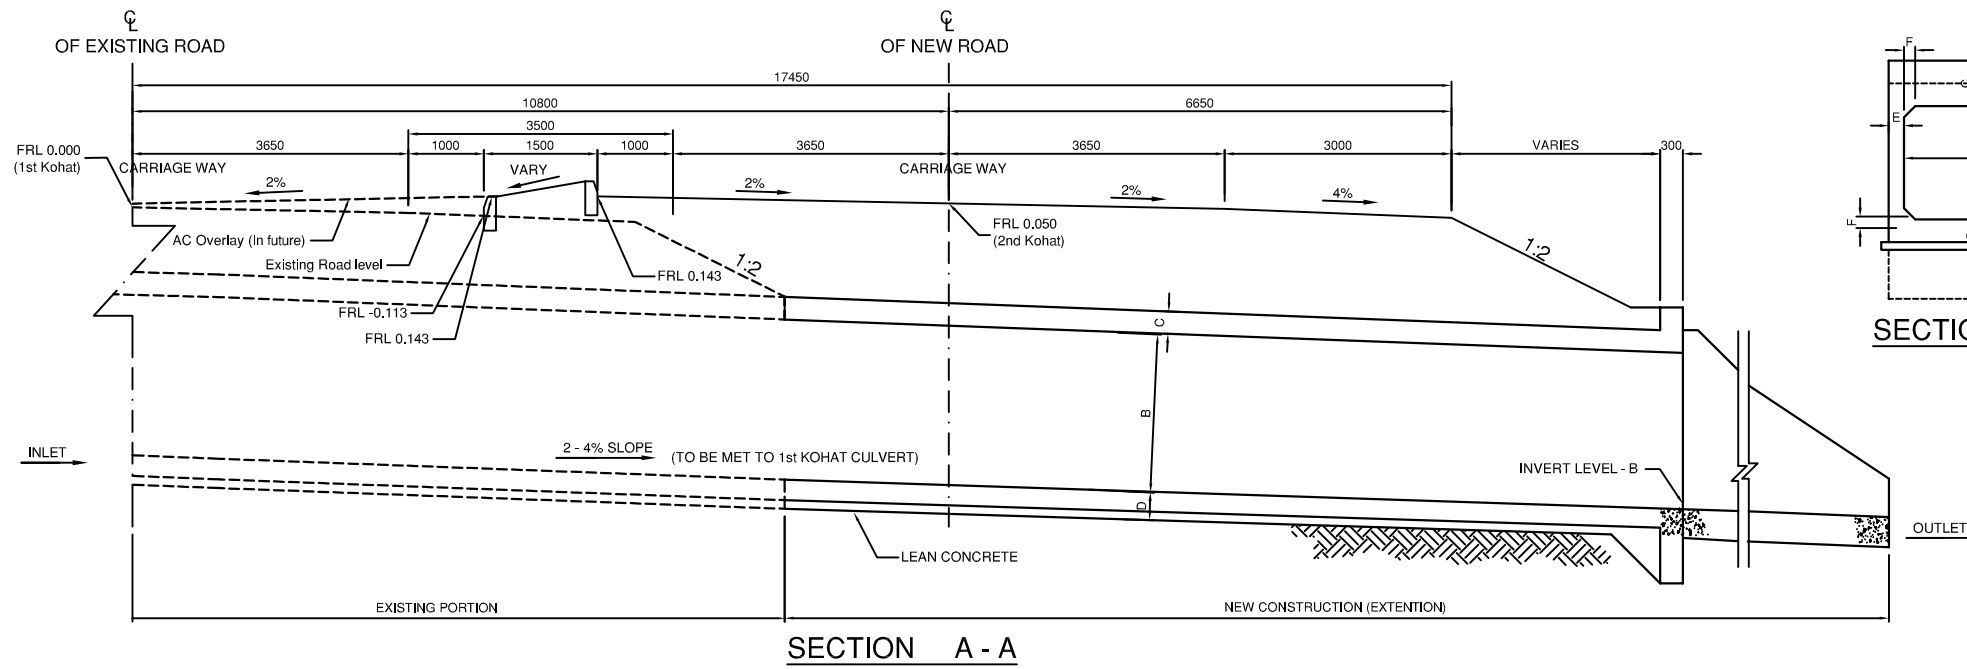 ℄
OF EXISTING ROAD
℄
OF NEW ROAD
17450
10800
6650
3500
3650
1000
1500
1000
3650
3650
3000
VARIES
300
FRL 0.000
(1st Kohat)
CARRIAGE WAY
VARY
CARRIAGE WAY
2%
2%
2%
4%
AC Overlay (In future)
Existing Road level
1:2
FRL 0.050
(2nd Kohat)
1:2
FRL 0.143
FRL -0.113
FRL 0.143
C
B
D
INLET
2 - 4% SLOPE
(TO BE MET TO 1st KOHAT CULVERT)
INVERT LEVEL - B
OUTLET
LEAN CONCRETE
EXISTING PORTION
NEW CONSTRUCTION (EXTENTION)
SECTION A - A
F
E
F
SECTIO